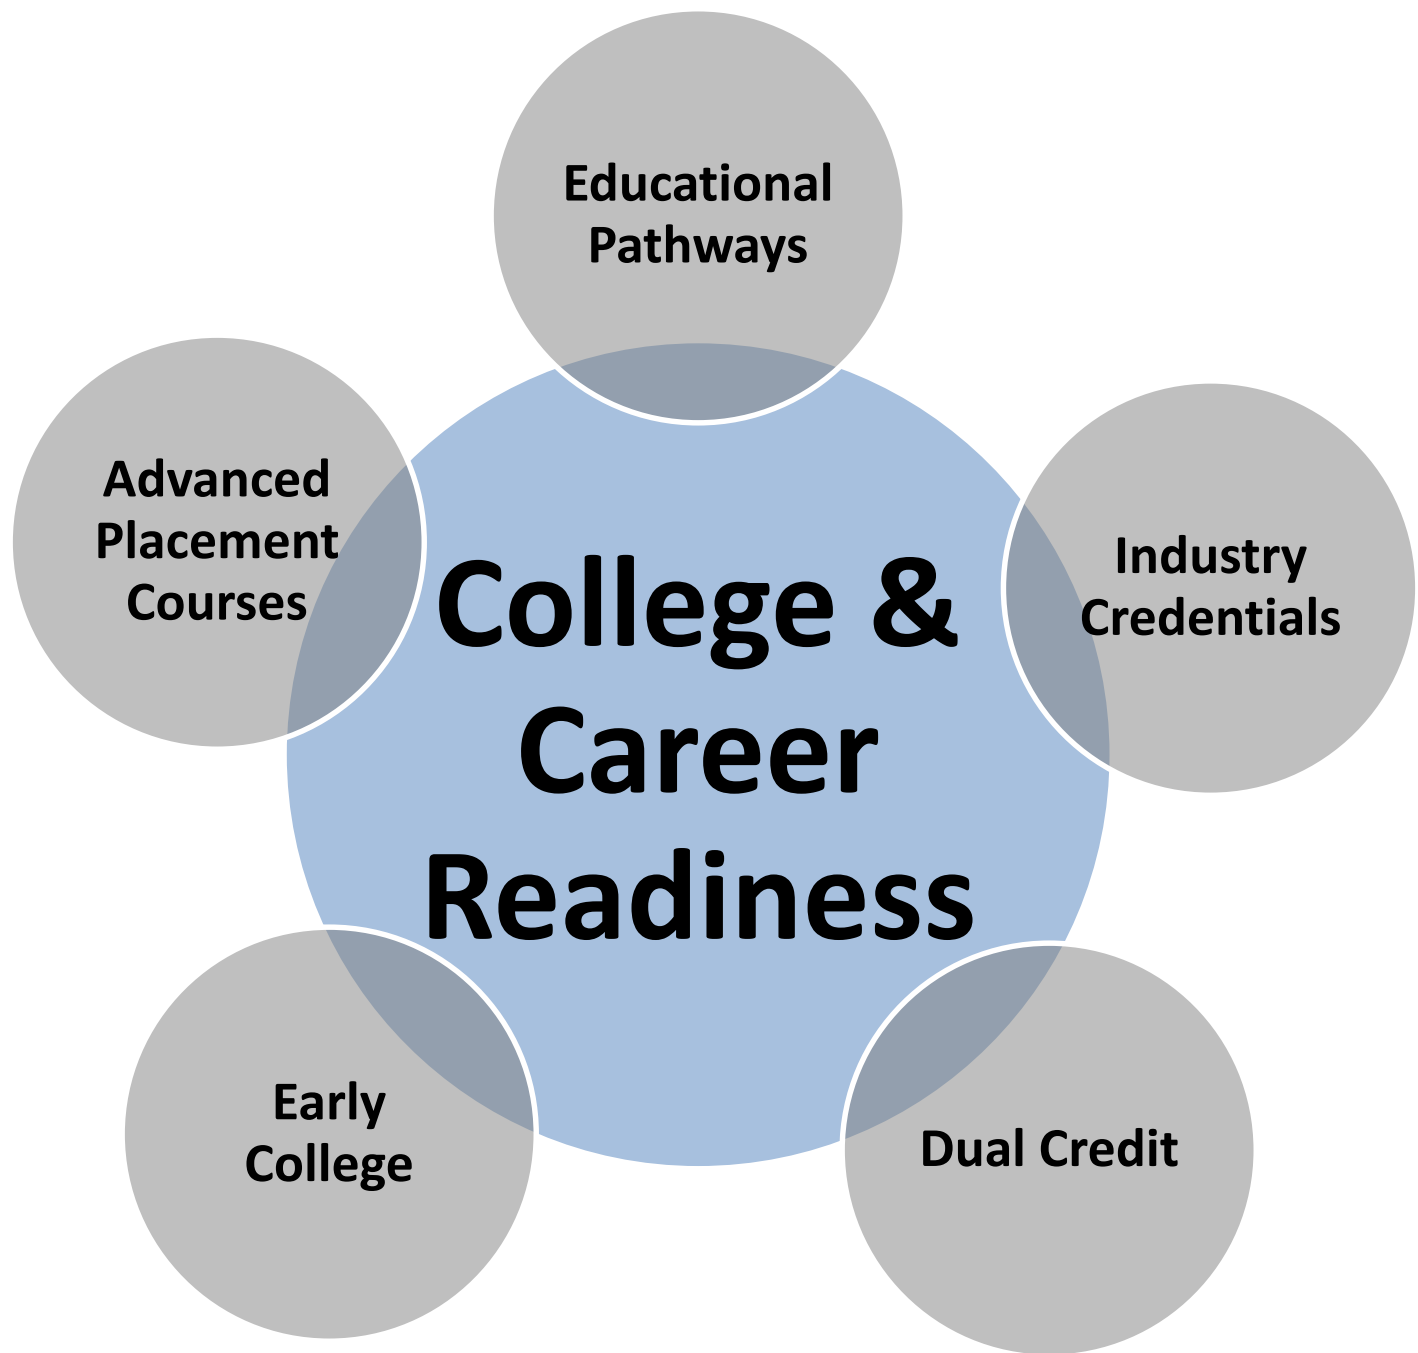 Educational
Pathways
Advanced
Placement
Courses
Industry
Credentials
College &
Career
Readiness
Early
College
Dual Credit